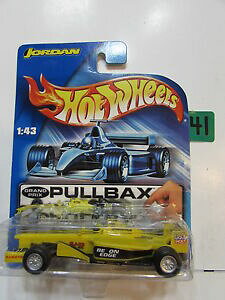 JORDAN
HOT WHEELS
1:43
41
GRAND PRIX
PULLBAX
BE ON EDGE